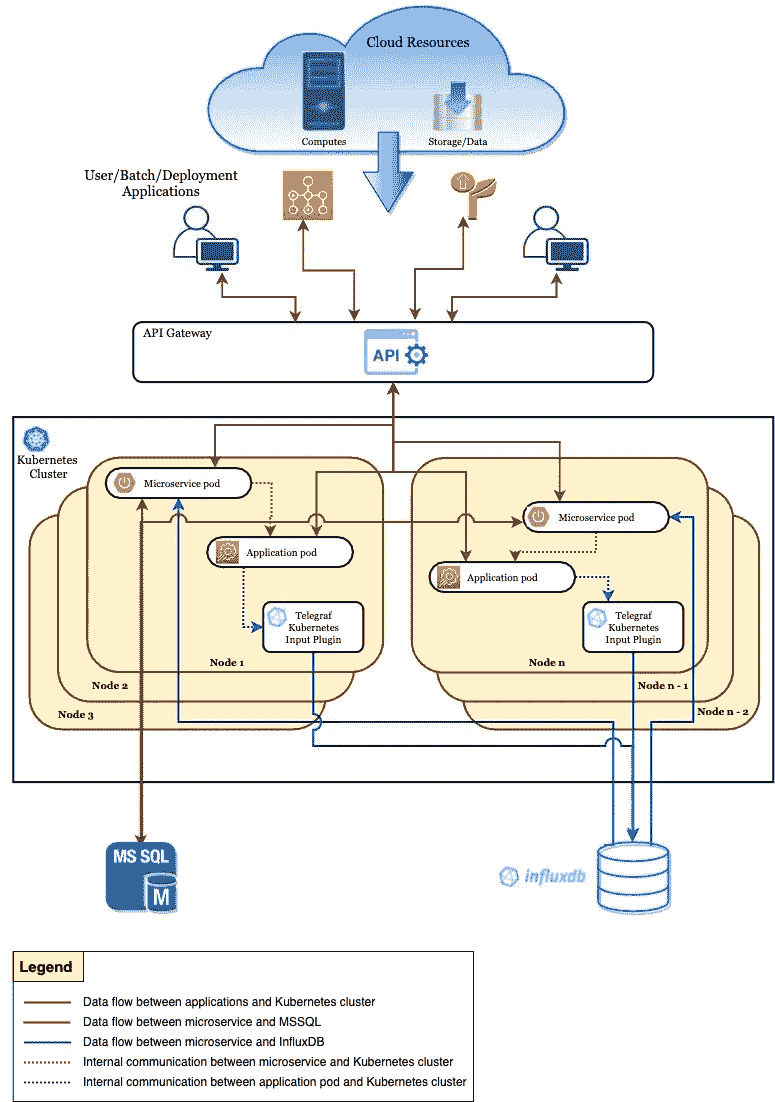 Cloud Resources
Computes
Storage/Data
User/Batch/Deployment
Applications
API Gateway
API
Kubernetes
Cluster
Microservice pod
Application pod
Telegraf
Kubernetes
Input Plugin
Node 1
Node 2
Node 3
Microservice pod
Application pod
Telegraf
Kubernetes
Input Plugin
Node n
Node n - 1
Node n - 2
MS SQL
M
influxdb
Legend
Data flow between applications and Kubernetes cluster
Data flow between microservice and MSSQL
Data flow between microservice and InfluxDB
Internal communication between microservice and Kubernetes cluster
Internal communication between application pod and Kubernetes cluster